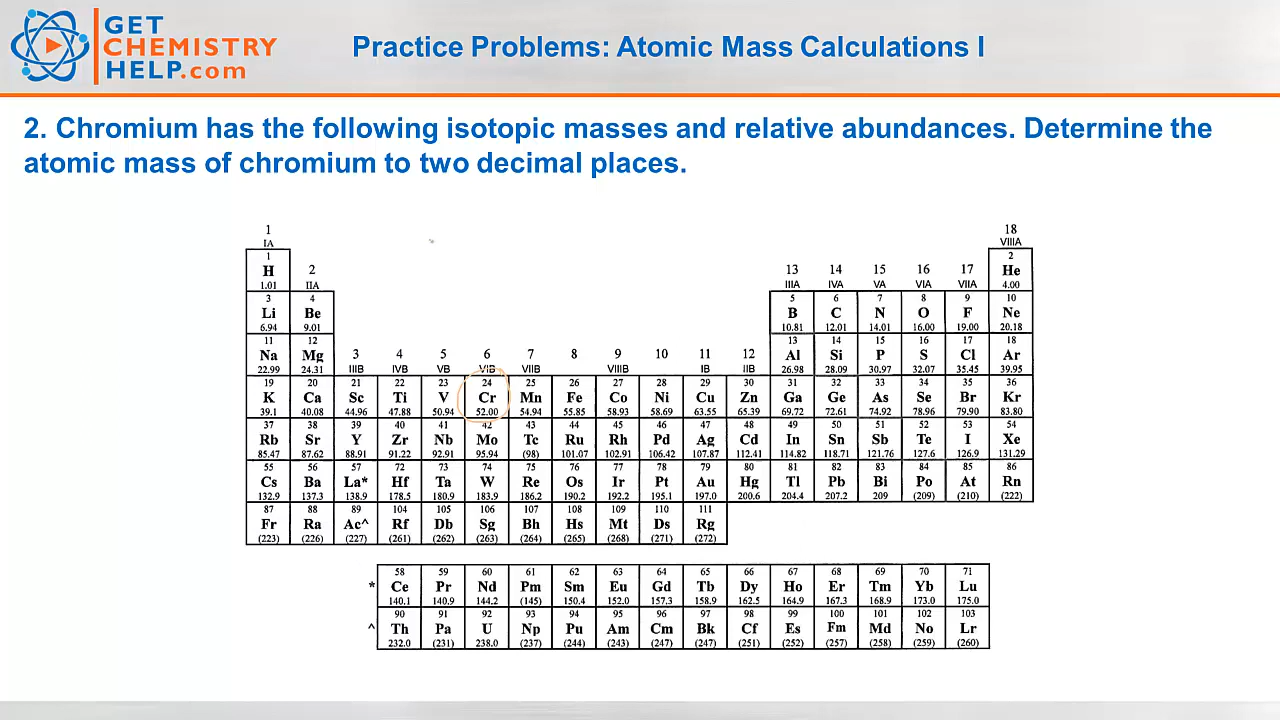 GET
CHEMISTRY
HELP.com
Practice Problems: Atomic Mass Calculations I
2. Chromium has the following isotopic masses and relative abundances. Determine the
atomic mass of chromium to two decimal places.
1 18
IA VIIIA
1 2
H 2 13 14 15 16 17 He
1.01 IIA IIIA IVA VA VIA VIIA 4.00
3 4 5 6 7 8 9 10
Li Be B C N O F Ne
6.94 9.01 10.81 12.01 14.01 16.00 19.00 20.18
11 12 13 14 15 16 17 18
Na Mg 3 4 5 6 7 8 9 10 11 12 Al Si P S Cl Ar
22.99 24.31 IIIB IVB VB VIB VIIB VIIIB IB IIB 26.98 28.09 30.97 32.07 35.45 39.95
19 20 21 22 23 24 25 26 27 28 29 30 31 32 33 34 35 36
K Ca Sc Ti V Cr Mn Fe Co Ni Cu Zn Ga Ge As Se Br Kr
39.1 40.08 44.96 47.88 50.94 52.00 54.94 55.85 58.93 58.69 63.55 65.39 69.72 72.61 74.92 78.96 79.90 83.80
37 38 39 40 41 42 43 44 45 46 47 48 49 50 51 52 53 54
Rb Sr Y Zr Nb Mo Tc Ru Rh Pd Ag Cd In Sn Sb Te I Xe
85.47 87.62 88.91 91.22 92.91 95.94 (98) 101.07 102.91 106.42 107.87 112.41 114.82 118.71 121.76 127.6 126.9 131.29
55 56 57 72 73 74 75 76 77 78 79 80 81 82 83 84 85 86
Cs Ba La* Hf Ta W Re Os Ir Pt Au Hg Tl Pb Bi Po At Rn
132.9 137.3 138.9 178.5 180.9 183.9 186.2 190.2 192.2 195.1 197.0 200.6 204.4 207.2 209 (209) (210) (222)
87 88 89 104 105 106 107 108 109 110 111
Fr Ra Ac^ Rf Db Sg Bh Hs Mt Ds Rg
(223) (226) (227) (261) (262) (263) (264) (265) (268) (271) (272)
58 59 60 61 62 63 64 65 66 67 68 69 70 71
* Ce Pr Nd Pm Sm Eu Gd Tb Dy Ho Er Tm Yb Lu
140.1 140.9 144.2 (145) 150.4 152.0 157.3 158.9 162.5 164.9 167.3 168.9 173.0 175.0
90 91 92 93 94 95 96 97 98 99 100 101 102 103
^ Th Pa U Np Pu Am Cm Bk Cf Es Fm Md No Lr
232.0 (231) 238.0 (237) (244) (243) (247) (247) (251) (252) (257) (258) (259) (260)